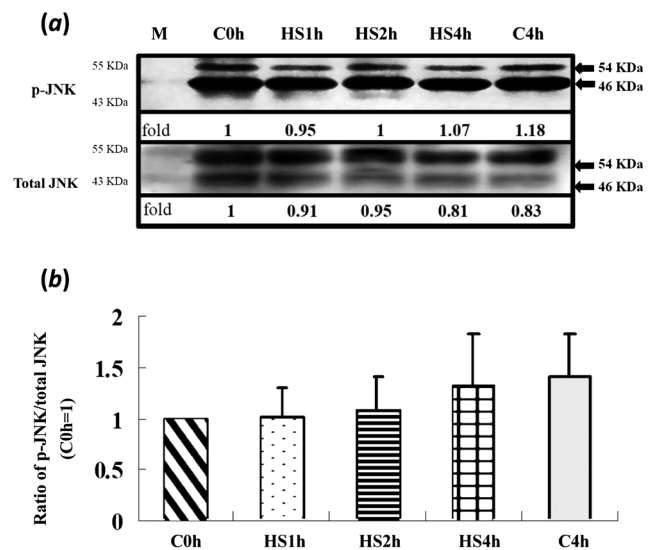 (a)
M C0h HS1h HS2h HS4h C4h
55 KDa 54 KDa
p-JNK 46 KDa
43 KDa
fold 1 0.95 1 1.07 1.18
55 KDa
54 KDa
Total JNK 43 KDa 46 KDa
fold 1 0.91 0.95 0.81 0.83
(b)
Ratio of p-JNK/total JNK
(C0h=1)
2
1.5
1
0.5
0
C0h HS1h HS2h HS4h C4h